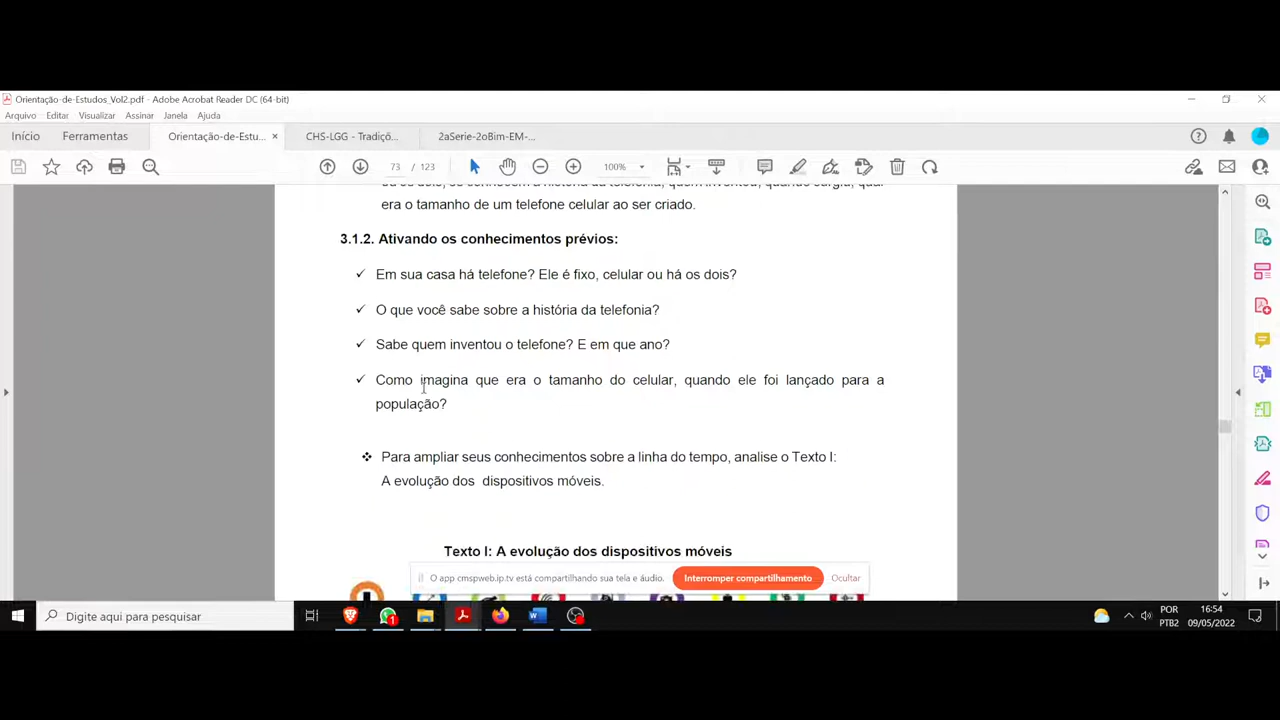 Orientação-de-Estudos_Vol2.pdf - Adobe Acrobat Reader DC (64-bit)
Arquivo Editar Visualizar Assinar Janela Ajuda
Início Ferramentas Orientação-de-Estu... × CHS-LGG - Tradiçõ... 2aSerie-2oBim-EM-...
73 / 123 100%
era o tamanho de um telefone celular ao ser criado.
3.1.2. Ativando os conhecimentos prévios:
✓ Em sua casa há telefone? Ele é fixo, celular ou há os dois?
✓ O que você sabe sobre a história da telefonia?
✓ Sabe quem inventou o telefone? E em que ano?
✓ Como imagina que era o tamanho do celular, quando ele foi lançado para a
população?
❖ Para ampliar seus conhecimentos sobre a linha do tempo, analise o Texto I:
A evolução dos dispositivos móveis.
Texto I: A evolução dos dispositivos móveis
O app cmspweb.ip.tv está compartilhando sua tela e áudio. Interromper compartilhamento Ocultar
Digite aqui para pesquisar
1
POR
PTB2
16:54
09/05/2022